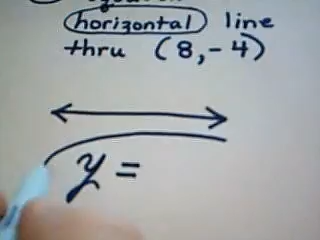 horizontal line
thru (8,-4)
y =